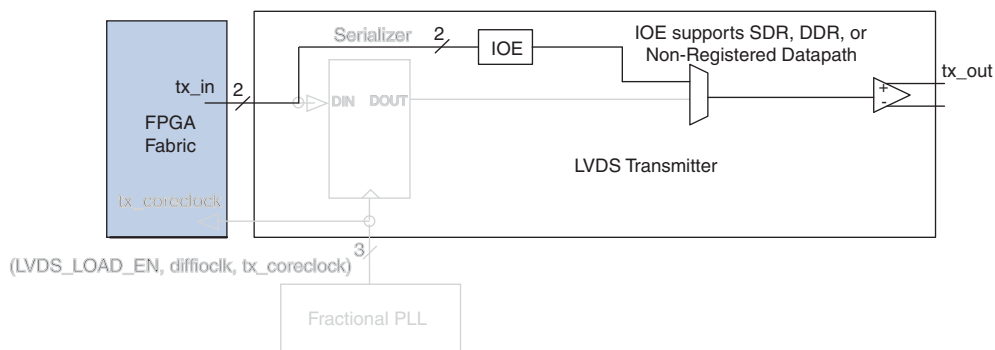 Serializer
2
IOE
IOE supports SDR, DDR, or
Non-Registered Datapath
tx_out
tx_in
2
DIN
DOUT
+
-
FPGA
Fabric
LVDS Transmitter
tx_coreclock
3
(LVDS_LOAD_EN, diffioclk, tx_coreclock)
Fractional PLL